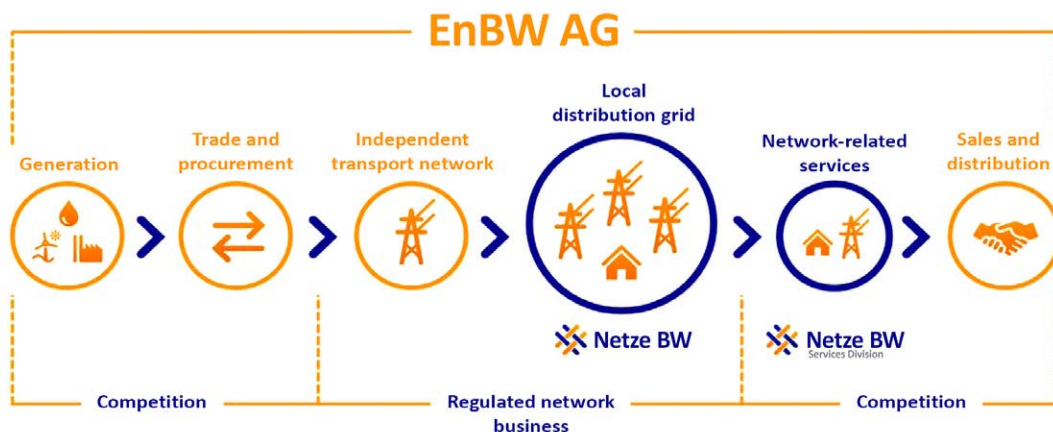 EnBW AG
Generation
Trade and
procurement
Independent
transport network
Local
distribution grid
Network-related
services
Sales and
distribution
Netze BW
Netze BW
Services Division
Competition
Regulated network
business
Competition